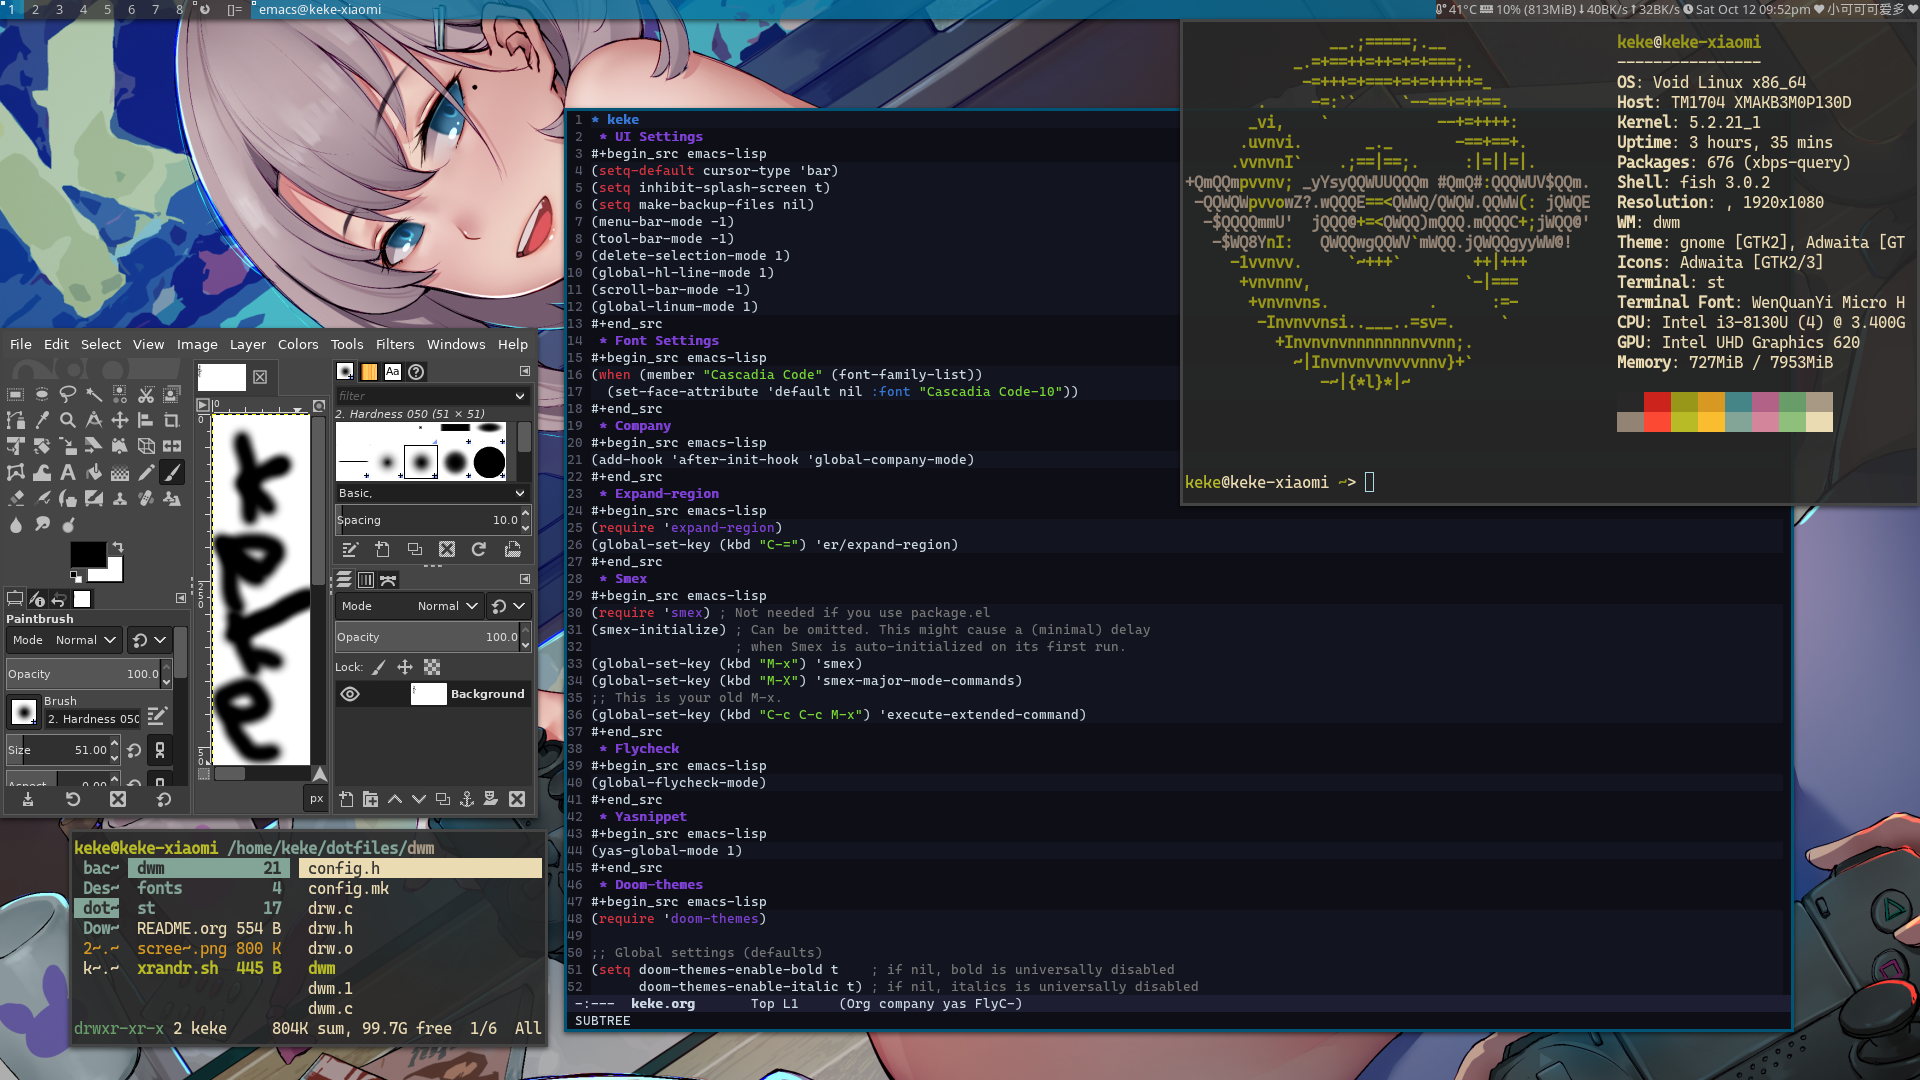 1 2 3 4 5 6 7 8 []= emacs@keke-xiaomi
41°C 10% (813MiB) 40BK/s 32BK/s Sat Oct 12 09:52pm ♥ 小可可可爱多 ♥
keke@keke-xiaomi
----------------
OS: Void Linux x86_64
Host: TM1704 XMAKB3M0P130D
Kernel: 5.2.21_1
Uptime: 3 hours, 35 mins
Packages: 676 (xbps-query)
Shell: fish 3.0.2
Resolution: , 1920x1080
WM: dwm
Theme: gnome [GTK2], Adwaita [GT
Icons: Adwaita [GTK2/3]
Terminal: st
Terminal Font: WenQuanYi Micro H
CPU: Intel i3-8130U (4) @ 3.400G
GPU: Intel UHD Graphics 620
Memory: 727MiB / 7953MiB
keke@keke-xiaomi ~>
1 * keke
2  * UI Settings
3 #+begin_src emacs-lisp
4 (setq-default cursor-type 'bar)
5 (setq inhibit-splash-screen t)
6 (setq make-backup-files nil)
7 (menu-bar-mode -1)
8 (tool-bar-mode -1)
9 (delete-selection-mode 1)
10 (global-hl-line-mode 1)
11 (scroll-bar-mode -1)
12 (global-linum-mode 1)
13 #+end_src
14  * Font Settings
15 #+begin_src emacs-lisp
16 (when (member "Cascadia Code" (font-family-list))
17   (set-face-attribute 'default nil :font "Cascadia Code-10"))
18 #+end_src
19  * Company
20 #+begin_src emacs-lisp
21 (add-hook 'after-init-hook 'global-company-mode)
22 #+end_src
23  * Expand-region
24 #+begin_src emacs-lisp
25 (require 'expand-region)
26 (global-set-key (kbd "C-=") 'er/expand-region)
27 #+end_src
28  * Smex
29 #+begin_src emacs-lisp
30 (require 'smex) ; Not needed if you use package.el
31 (smex-initialize) ; Can be omitted. This might cause a (minimal) delay
32                   ; when Smex is auto-initialized on its first run.
33 (global-set-key (kbd "M-x") 'smex)
34 (global-set-key (kbd "M-X") 'smex-major-mode-commands)
35 ;; This is your old M-x.
36 (global-set-key (kbd "C-c C-c M-x") 'execute-extended-command)
37 #+end_src
38  * Flycheck
39 #+begin_src emacs-lisp
40 (global-flycheck-mode)
41 #+end_src
42  * Yasnippet
43 #+begin_src emacs-lisp
44 (yas-global-mode 1)
45 #+end_src
46  * Doom-themes
47 #+begin_src emacs-lisp
48 (require 'doom-themes)
49
50 ;; Global settings (defaults)
51 (setq doom-themes-enable-bold t    ; if nil, bold is universally disabled
52       doom-themes-enable-italic t) ; if nil, italics is universally disabled
-:---  keke.org       Top L1     (Org company yas FlyC-)
SUBTREE
File Edit Select View Image Layer Colors Tools Filters Windows Help
filter
2. Hardness 050 (51 × 51)
Basic,
Spacing 10.0
Mode Normal
Opacity 100.0
Lock:
Background
Paintbrush
Mode Normal
Opacity 100.0
Brush
2. Hardness 050
Size 51.00
px
keke
keke@keke-xiaomi /home/keke/dotfiles/dwm
bac~ dwm 21 config.h
Des~ fonts 4 config.mk
dot~ st 17 drw.c
Dow~ README.org 554 B drw.h
2~.~ scree~.png 800 K drw.o
k~.~ xrandr.sh 445 B dwm
dwm.1
dwm.c
drwxr-xr-x 2 keke 804K sum, 99.7G free 1/6 All